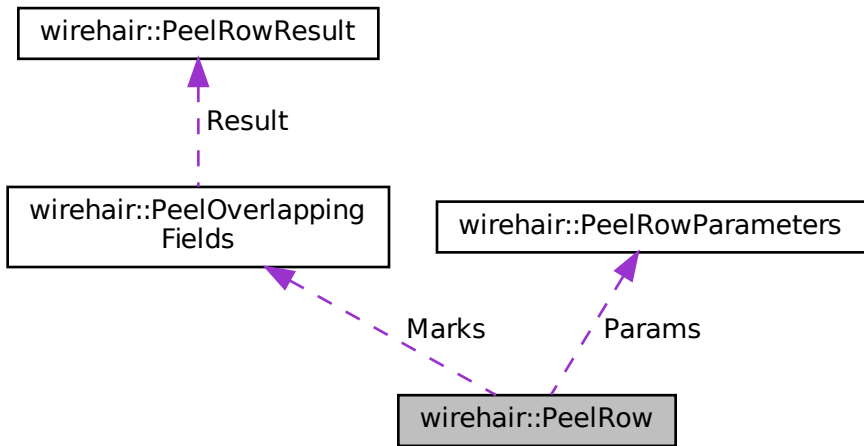 wirehair::PeelRowResult
Result
wirehair::PeelOverlapping
Fields
wirehair::PeelRowParameters
Marks
Params
wirehair::PeelRow